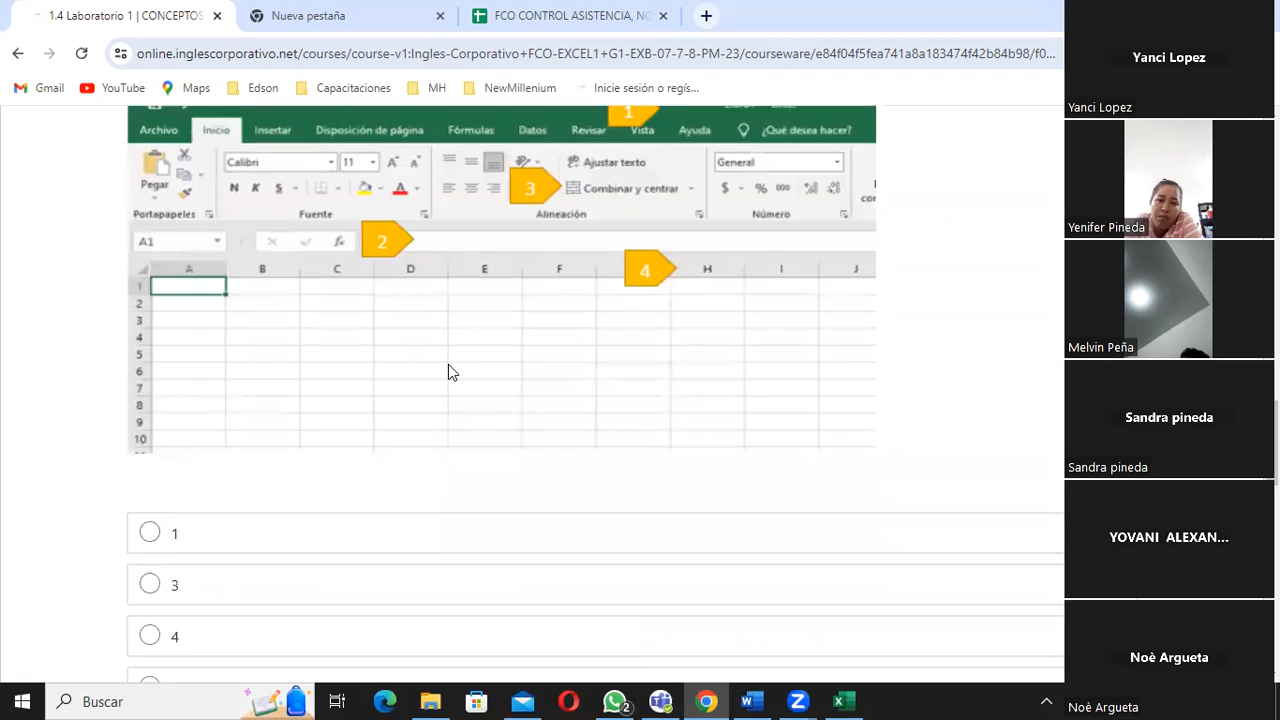 1.4 Laboratorio 1 | CONCEPTOS
Nueva pestaña
FCO CONTROL ASISTENCIA, NO
online.inglescorporativo.net/courses/course-v1:Ingles-Corporativo+FCO-EXCEL1+G1-EXB-07-7-8-PM-23/courseware/e84f04f5fea741a8a183474f42b84b98/f0...
Gmail
YouTube
Maps
Edson
Capacitaciones
MH
NewMillenium
Inicie sesión o regís...
1
Archivo
Inicio
Insertar
Disposición de página
Fórmulas
Datos
Revisar
Vista
Ayuda
¿Qué desea hacer?
Pegar
Calibri
11
Ajustar texto
General
N K S
3
Combinar y centrar
$ % 000
Portapapeles
Fuente
Alineación
Número
A1
fx
2
4
A B C D E F H I J
1
2
3
4
5
6
7
8
9
10
1
3
4
Yanci Lopez
Yanci Lopez
Yenifer Pineda
Melvin Peña
Sandra pineda
Sandra pineda
YOVANI ALEXAN...
Noè Argueta
Noè Argueta
Buscar
2